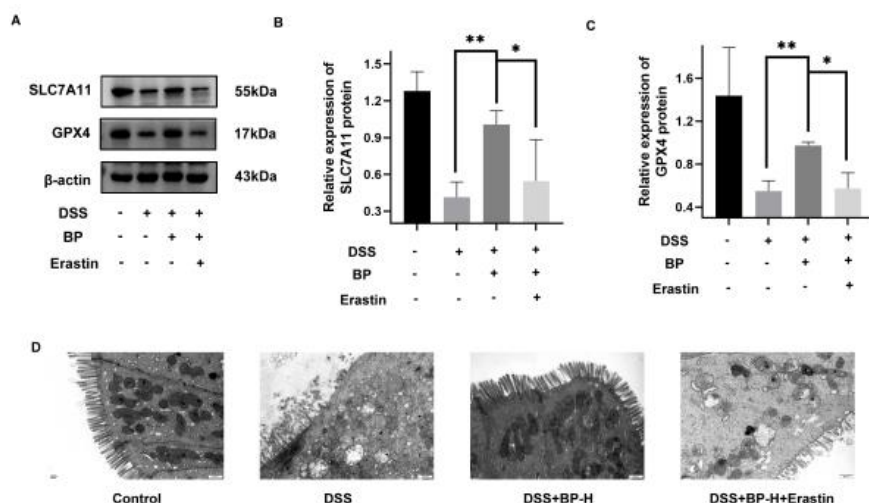 A
SLC7A11 55kDa
GPX4 17kDa
β-actin 43kDa
DSS - + + +
BP - - + +
Erastin - - - +
B
Relative expression of
SLC7A11 protein
1.5
1.2
0.9
0.6
0.3
** *
DSS - + + +
BP - - + +
Erastin - - - +
C
Relative expression of
GPX4 protein
1.6
1.2
0.8
0.4
** *
DSS - + + +
BP - - + +
Erastin - - - +
D
Control DSS DSS+BP-H DSS+BP-H+Erastin